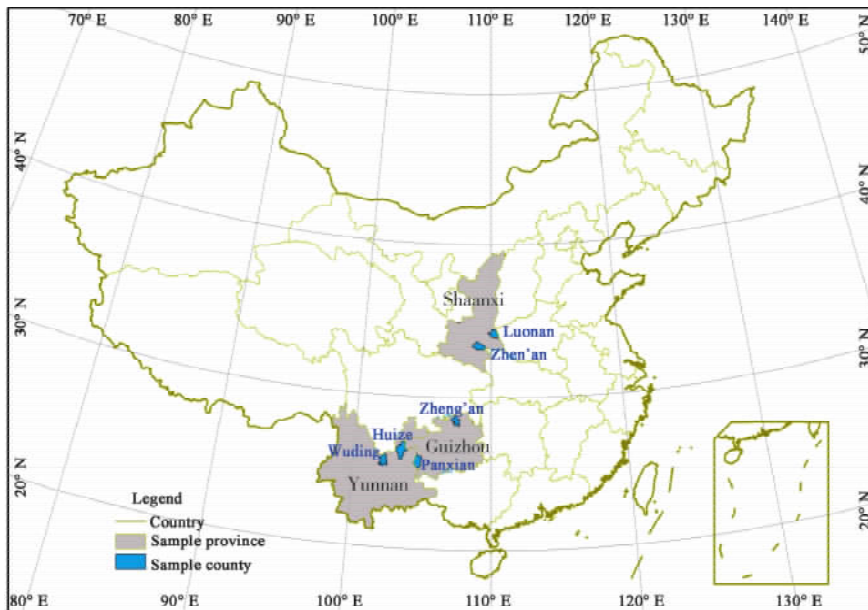 70° E
80° E
90° E
100° E
110° E
120° E
130° E
140° E
50° N
40° N
40° N
30° N
30° N
20° N
20° N
Shaanxi
Luonan
Zhen'an
Zheng'an
Huize
Guizhou
Wuding
Panxian
Yunnan
Legend
Country
Sample province
Sample county
80° E
90° E
100° E
110° E
120° E
130° E